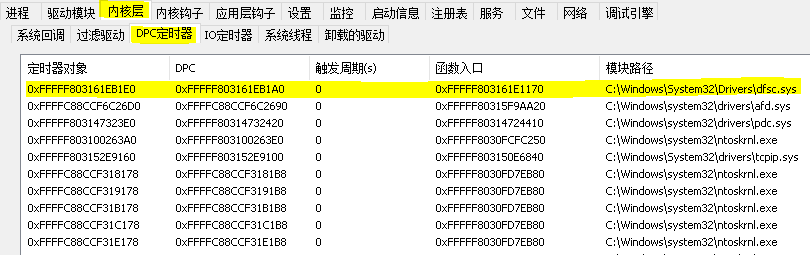 进程 驱动模块 内核层 内核钩子 应用层钩子 设置 监控 启动信息 注册表 服务 文件 网络 调试引擎
系统回调 过滤驱动 DPC定时器 IO定时器 系统线程 卸载的驱动
定时器对象 DPC 触发周期(s) 函数入口 模块路径
0xFFFFF803161EB1E0 0xFFFFF803161EB1A0 0 0xFFFFF803161E1170 C:\Windows\System32\Drivers\dfsc.sys
0xFFFFC88CCF6C26D0 0xFFFFC88CCF6C2690 0 0xFFFFF80315F9AA20 C:\Windows\system32\drivers\afd.sys
0xFFFFF803147323E0 0xFFFFF80314732420 0 0xFFFFF80314724410 C:\Windows\system32\drivers\pdc.sys
0xFFFFF803100263A0 0xFFFFF803100263E0 0 0xFFFFF8030FCFC250 C:\Windows\system32\ntoskrnl.exe
0xFFFFF803152E9160 0xFFFFF803152E9100 0 0xFFFFF803150E6840 C:\Windows\System32\drivers\tcpip.sys
0xFFFFC88CCF318178 0xFFFFC88CCF3181B8 0 0xFFFFF8030FD7EB80 C:\Windows\system32\ntoskrnl.exe
0xFFFFC88CCF319178 0xFFFFC88CCF3191B8 0 0xFFFFF8030FD7EB80 C:\Windows\system32\ntoskrnl.exe
0xFFFFC88CCF31B178 0xFFFFC88CCF31B1B8 0 0xFFFFF8030FD7EB80 C:\Windows\system32\ntoskrnl.exe
0xFFFFC88CCF31C178 0xFFFFC88CCF31C1B8 0 0xFFFFF8030FD7EB80 C:\Windows\system32\ntoskrnl.exe
0xFFFFC88CCF31E178 0xFFFFC88CCF31E1B8 0 0xFFFFF8030FD7EB80 C:\Windows\system32\ntoskrnl.exe